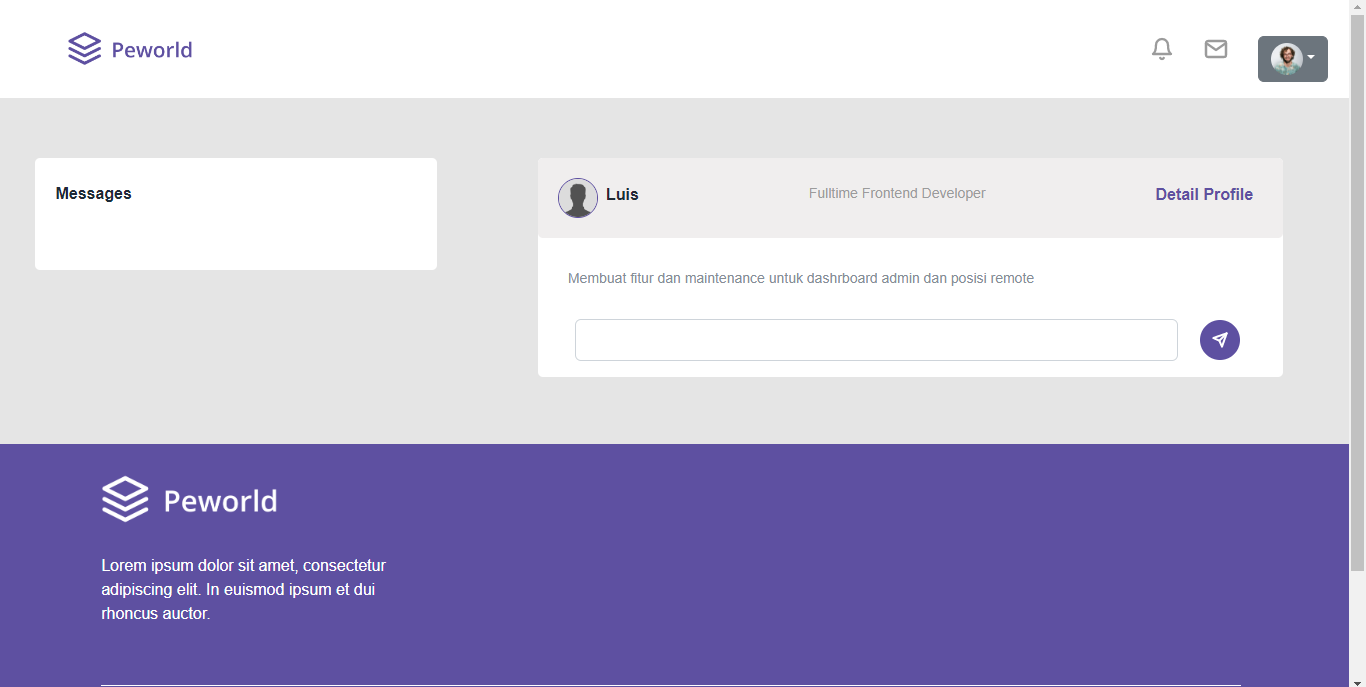 Peworld
Messages
Luis
Fulltime Frontend Developer
Detail Profile
Membuat fitur dan maintenance untuk dashrboard admin dan posisi remote
Peworld
Lorem ipsum dolor sit amet, consectetur
adipiscing elit. In euismod ipsum et dui
rhoncus auctor.